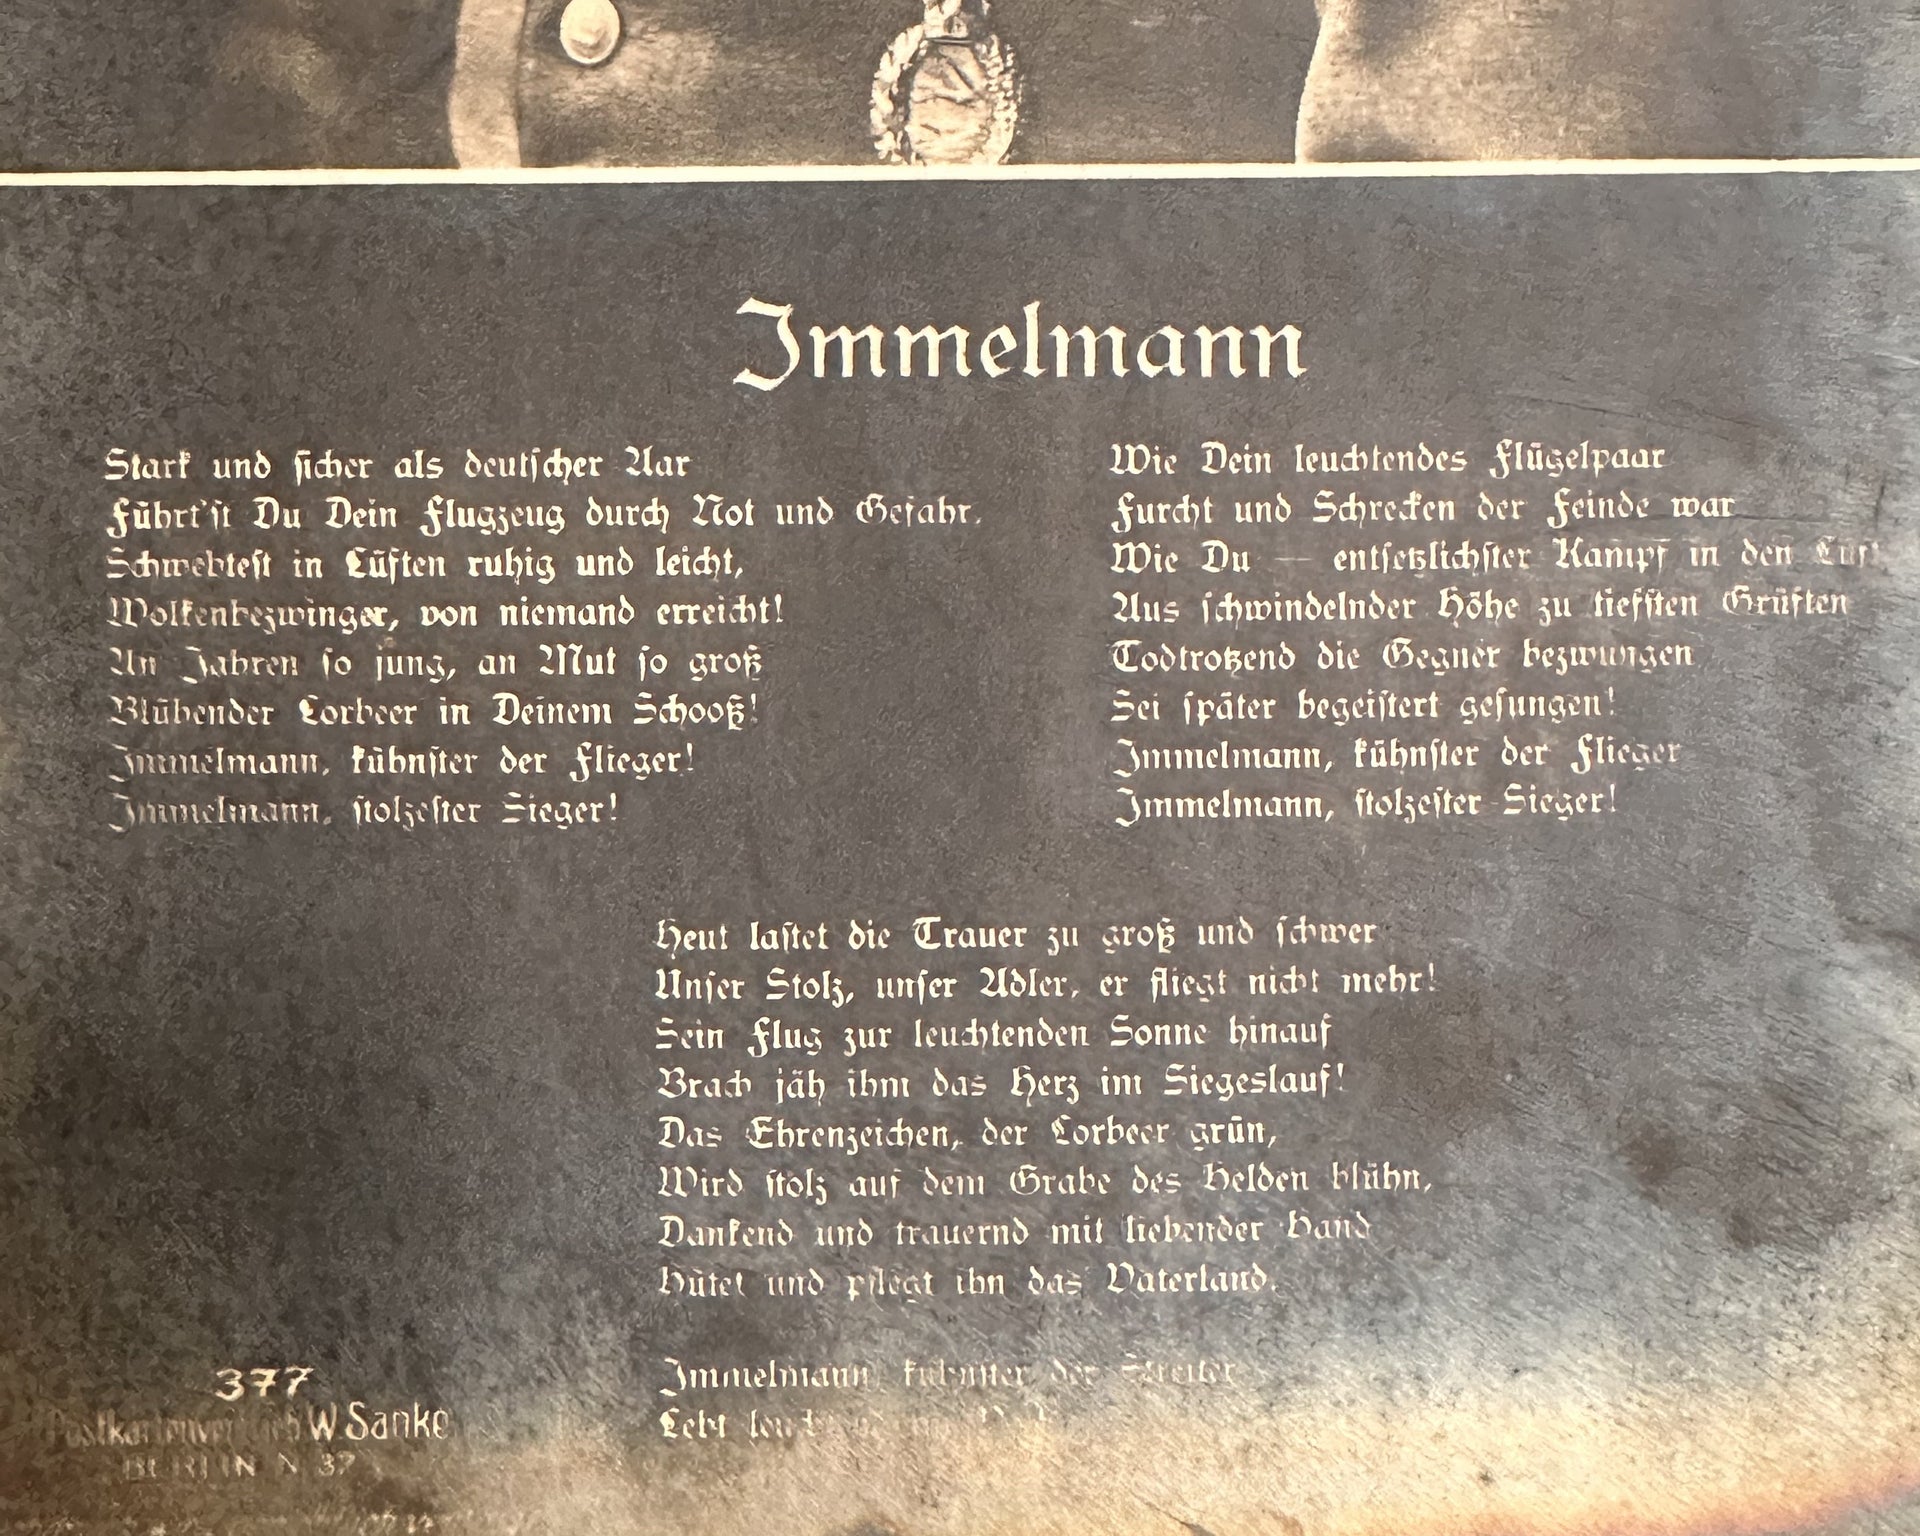 Immelmann
Stark und sicher als deutscher Aar
Führt'st Du Dein Flugzeug durch Not und Gefahr.
Schwebtest in Lüften ruhig und leicht,
Wolkenbezwinger, von niemand erreicht!
An Jahren so jung, an Mut so groß
Blühender Lorbeer in Deinem Schooß!
Immelmann, kühnster der Flieger!
Immelmann, stolzester Sieger!
Wie Dein leuchtendes Flügelpaar
Furcht und Schrecken der Feinde war
Wie Du — entsetzlichster Kampf in den
Aus schwindelnder Höhe zu tiefsten Grüften
Todtrotzend die Gegner bezwungen
Sei später begeistert gesungen!
Immelmann, kühnster der Flieger
Immelmann, stolzester Sieger!
Heut lastet die Trauer zu groß und schwer
Unser Stolz, unser Adler, er fliegt nicht mehr!
Sein Flug zur leuchtenden Sonne hinauf
Brach jäh ihm das Herz im Siegeslauf!
Das Ehrenzeichen, der Lorbeer grün,
Wird stolz auf dem Grabe des Helden blühn,
Dankend und trauernd mit liebender Hand
Hütet und pflegt ihn das Vaterland.
Immelmann, kühnster der Streiter
Lebt
377
Postkartenvertrieb W. Sanke
BERLIN N. 37